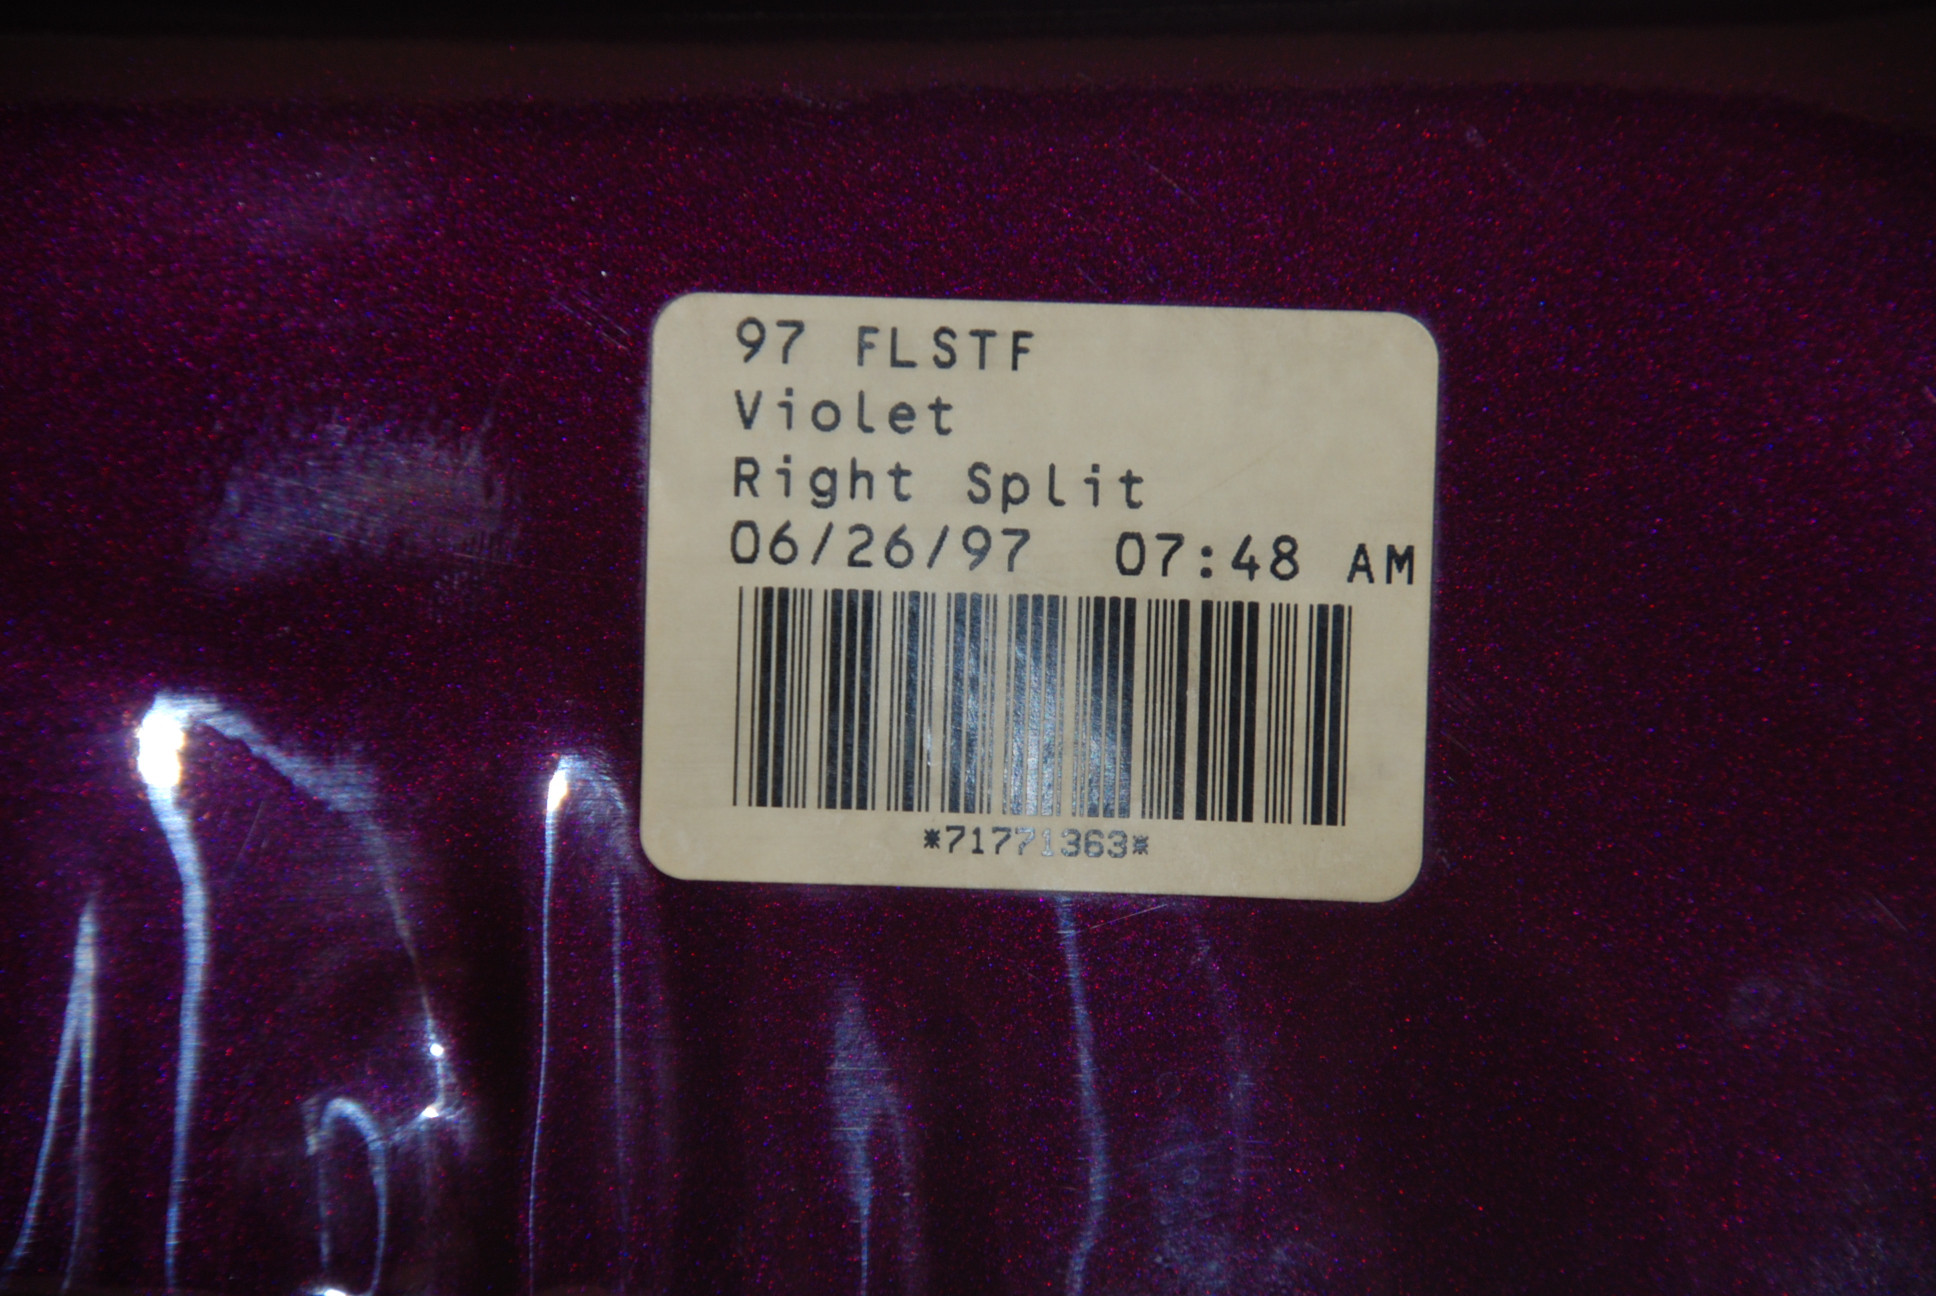 97 FLSTF
Violet
Right Split
06/26/97 07:48 AM
*71771363*